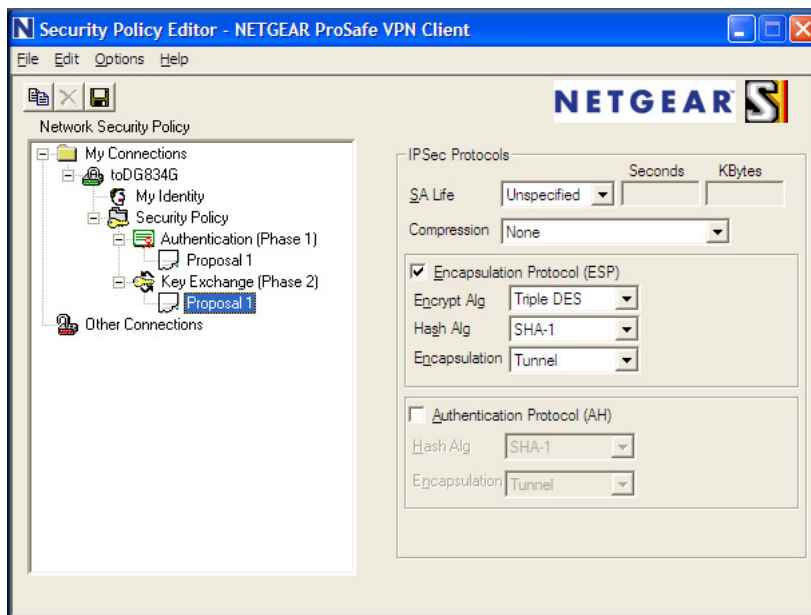 Security Policy Editor - NETGEAR ProSafe VPN Client
File Edit Options Help
NETGEAR
Network Security Policy
My Connections
toDG834G
My Identity
Security Policy
Authentication (Phase 1)
Proposal 1
Key Exchange (Phase 2)
Proposal 1
Other Connections
IPSec Protocols
Seconds KBytes
SA Life Unspecified
Compression None
Encapsulation Protocol (ESP)
Encrypt Alg Triple DES
Hash Alg SHA-1
Encapsulation Tunnel
Authentication Protocol (AH)
Hash Alg SHA-1
Encapsulation Tunnel